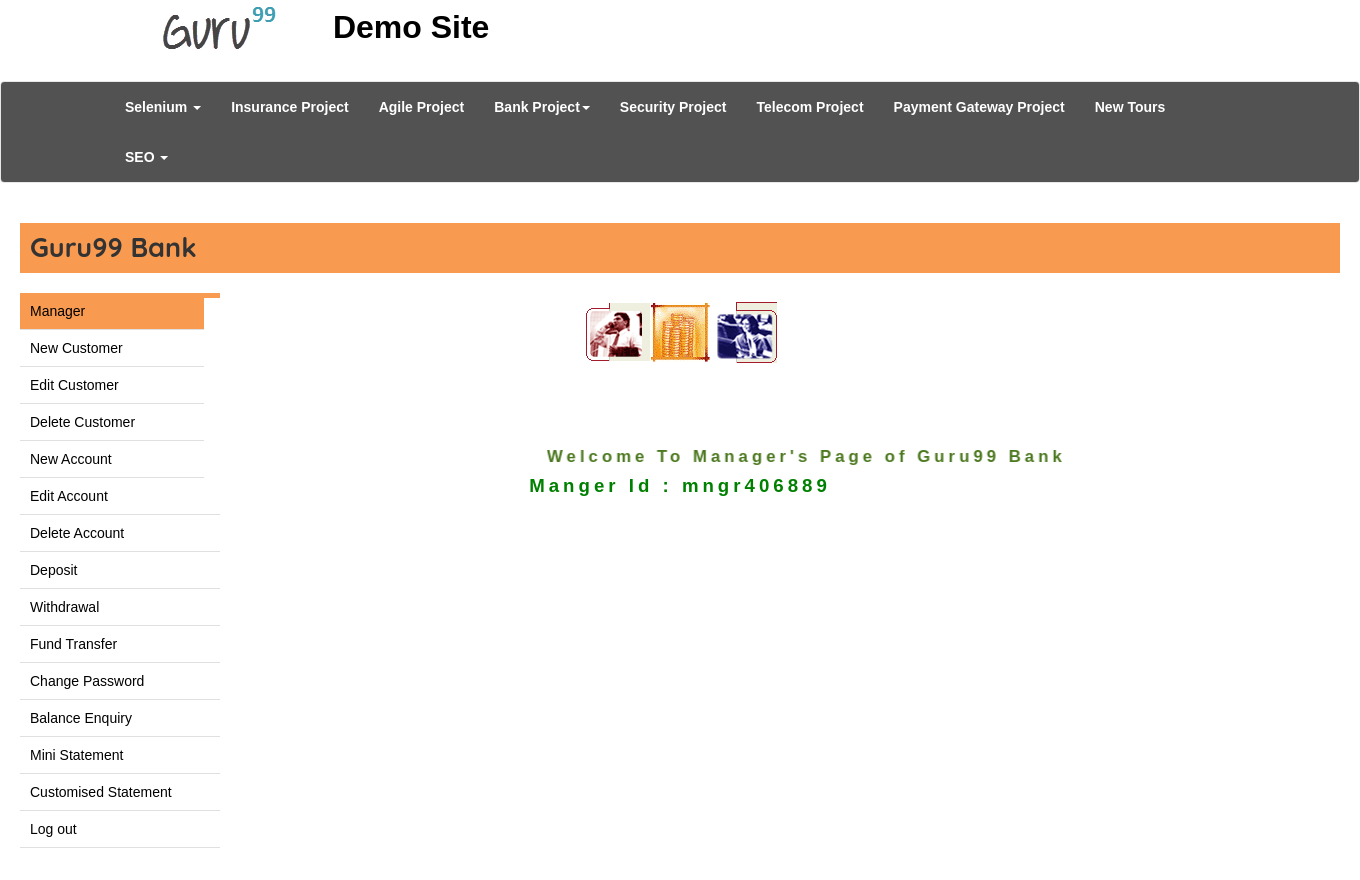 Guru99 Demo Site
Selenium Insurance Project Agile Project Bank Project Security Project Telecom Project Payment Gateway Project New Tours
SEO
Guru99 Bank
Manager
New Customer
Edit Customer
Delete Customer
New Account
Edit Account
Delete Account
Deposit
Withdrawal
Fund Transfer
Change Password
Balance Enquiry
Mini Statement
Customised Statement
Log out
Welcome To Manager's Page of Guru99 Bank
Manger Id : mngr406889